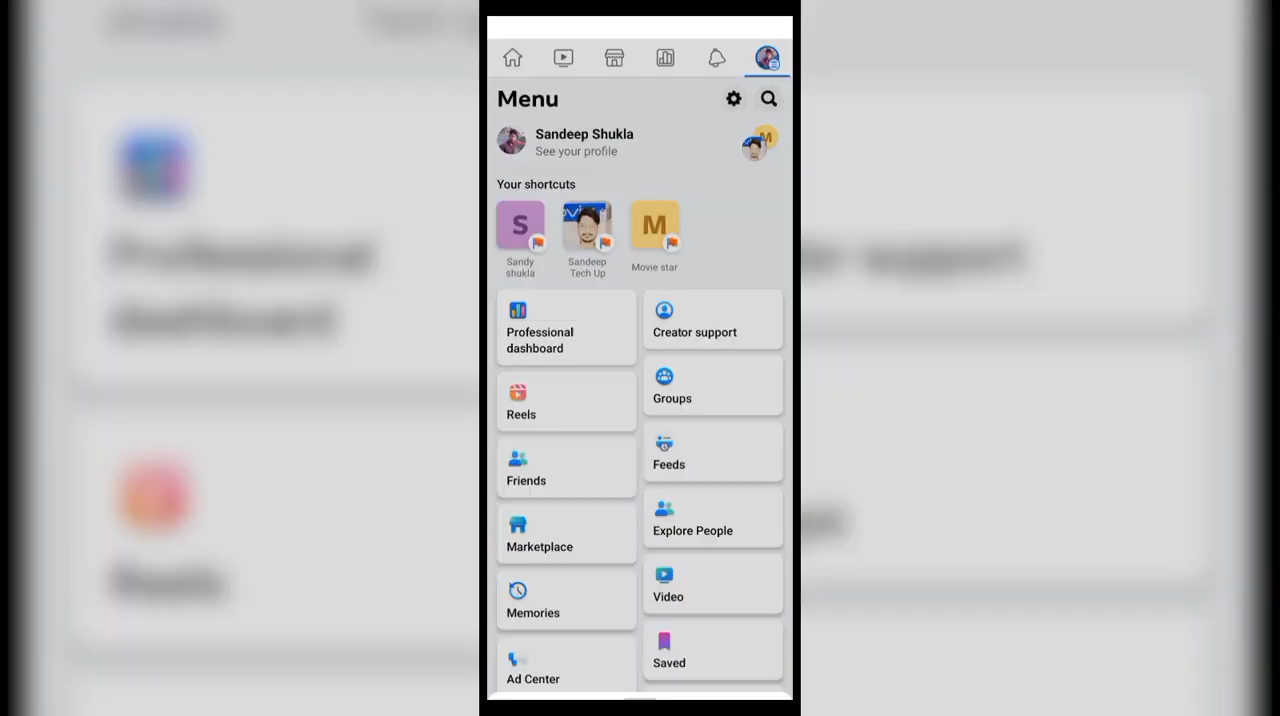 Menu
Sandeep Shukla
See your profile
M
Your shortcuts
S
M
Sandy
shukla
Sandeep
Tech Up
Movie star
Professional
dashboard
Creator support
Reels
Groups
Friends
Feeds
Marketplace
Explore People
Memories
Video
Ad Center
Saved